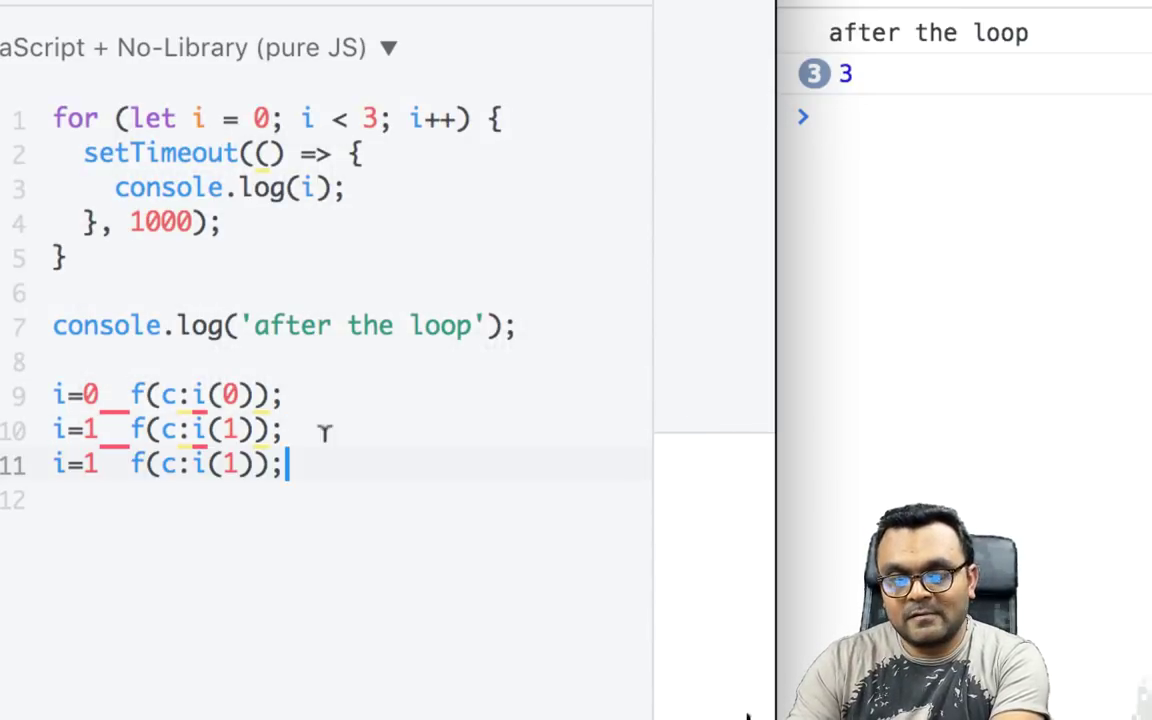 aScript + No-Library (pure JS) ▼
1 for (let i = 0; i < 3; i++) {
2 setTimeout(() => {
3 console.log(i);
4 }, 1000);
5 }
6
7 console.log('after the loop');
8
9 i=0 f(c:i(0));
10 i=1 f(c:i(1));
11 i=1 f(c:i(1));
12
after the loop
3 3
>